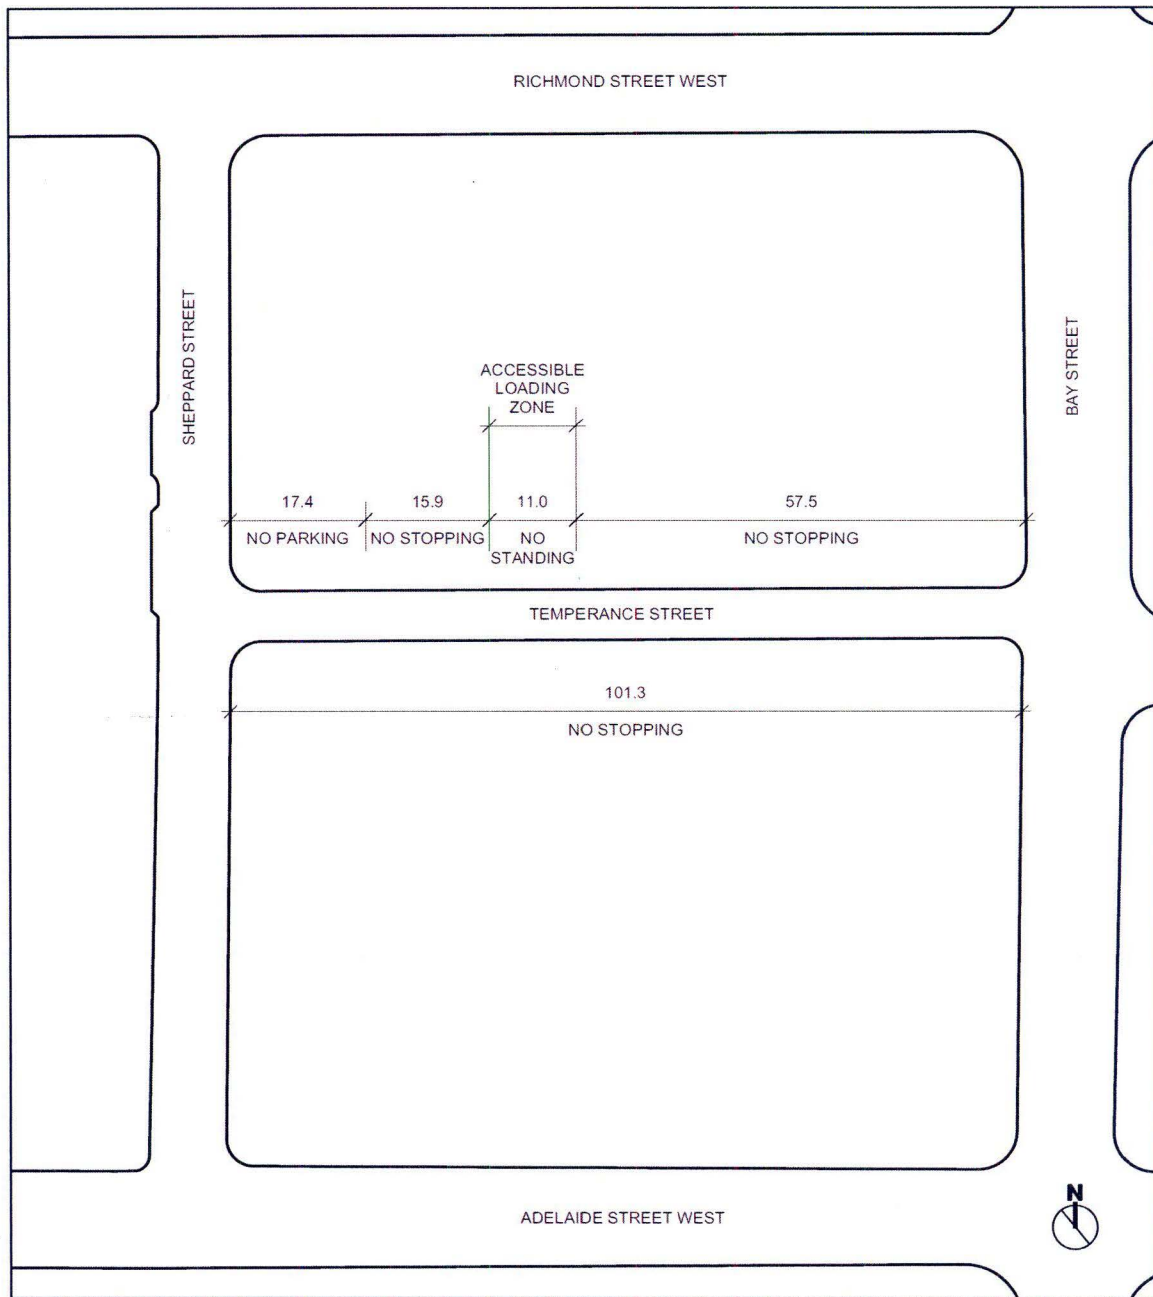 RICHMOND STREET WEST
SHEPPARD STREET
BAY STREET
ACCESSIBLE
LOADING
ZONE
17.4
15.9
11.0
57.5
NO PARKING
NO STOPPING
NO
STANDING
NO STOPPING
TEMPERANCE STREET
101.3
NO STOPPING
N
ADELAIDE STREET WEST